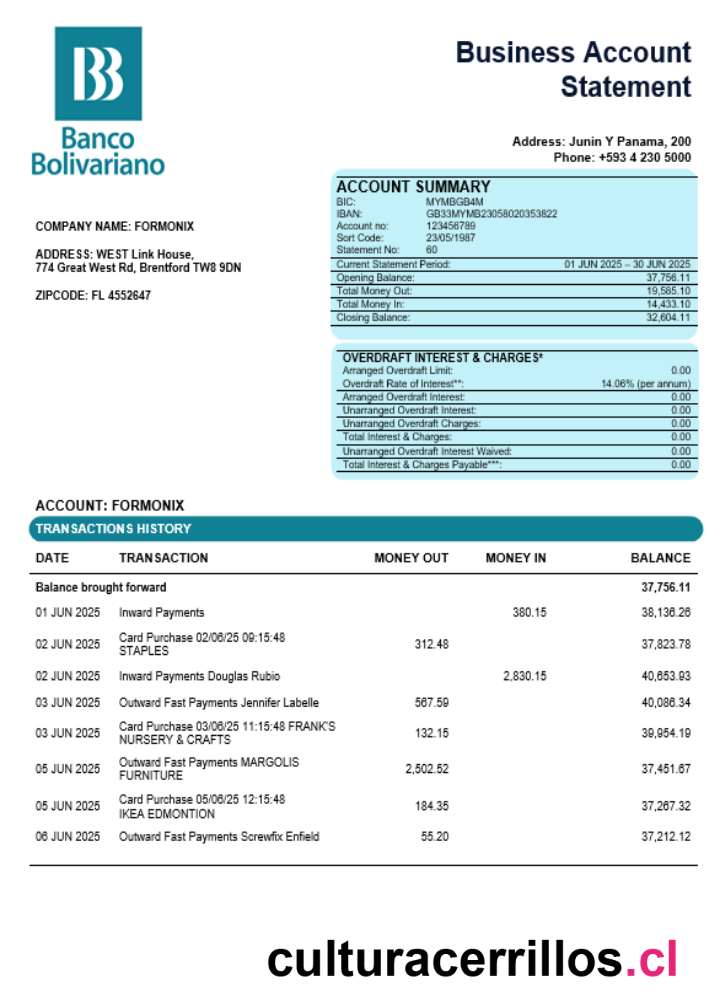 BB
Banco
Bolivariano
Business Account
Statement
Address: Junin Y Panama, 200
Phone: +593 4 230 5000
COMPANY NAME: FORMONIX
ADDRESS: WEST Link House,
774 Great West Rd, Brentford TW8 9DN
ZIPCODE: FL 4552647
ACCOUNT SUMMARY
BIC: MYMBGB4M
IBAN: GB33MYMB23058020353822
Account no: 123456789
Sort Code: 23/05/1987
Statement No: 60
Current Statement Period: 01 JUN 2025 – 30 JUN 2025
Opening Balance: 37,756.11
Total Money Out: 19,585.10
Total Money In: 14,433.10
Closing Balance: 32,604.11
OVERDRAFT INTEREST & CHARGES*
Arranged Overdraft Limit: 0.00
Overdraft Rate of Interest**: 14.06% (per annum)
Arranged Overdraft Interest: 0.00
Unarranged Overdraft Interest: 0.00
Unarranged Overdraft Charges: 0.00
Total Interest & Charges: 0.00
Unarranged Overdraft Interest Waived: 0.00
Total Interest & Charges Payable***: 0.00
ACCOUNT: FORMONIX
TRANSACTIONS HISTORY
DATE TRANSACTION MONEY OUT MONEY IN BALANCE
Balance brought forward 37,756.11
01 JUN 2025 Inward Payments 380.15 38,136.26
02 JUN 2025 Card Purchase 02/06/25 09:15:48 312.48 37,823.78
STAPLES
02 JUN 2025 Inward Payments Douglas Rubio 2,830.15 40,653.93
03 JUN 2025 Outward Fast Payments Jennifer Labelle 567.59 40,086.34
03 JUN 2025 Card Purchase 03/06/25 11:15:48 FRANK'S 132.15 39,954.19
NURSERY & CRAFTS
05 JUN 2025 Outward Fast Payments MARGOLIS 2,502.52 37,451.67
FURNITURE
05 JUN 2025 Card Purchase 05/06/25 12:15:48 184.35 37,267.32
IKEA EDMONTION
06 JUN 2025 Outward Fast Payments Screwfix Enfield 55.20 37,212.12
culturacerrillos.cl